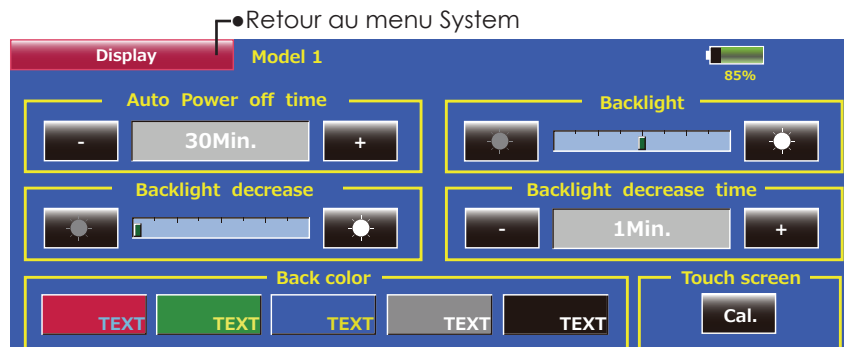 Retour au menu System
Display Model 1
85%
Auto Power off time Backlight
- 30Min. +
Backlight decrease Backlight decrease time
- 1Min. +
Back color Touch screen
TEXT TEXT TEXT TEXT TEXT Cal.